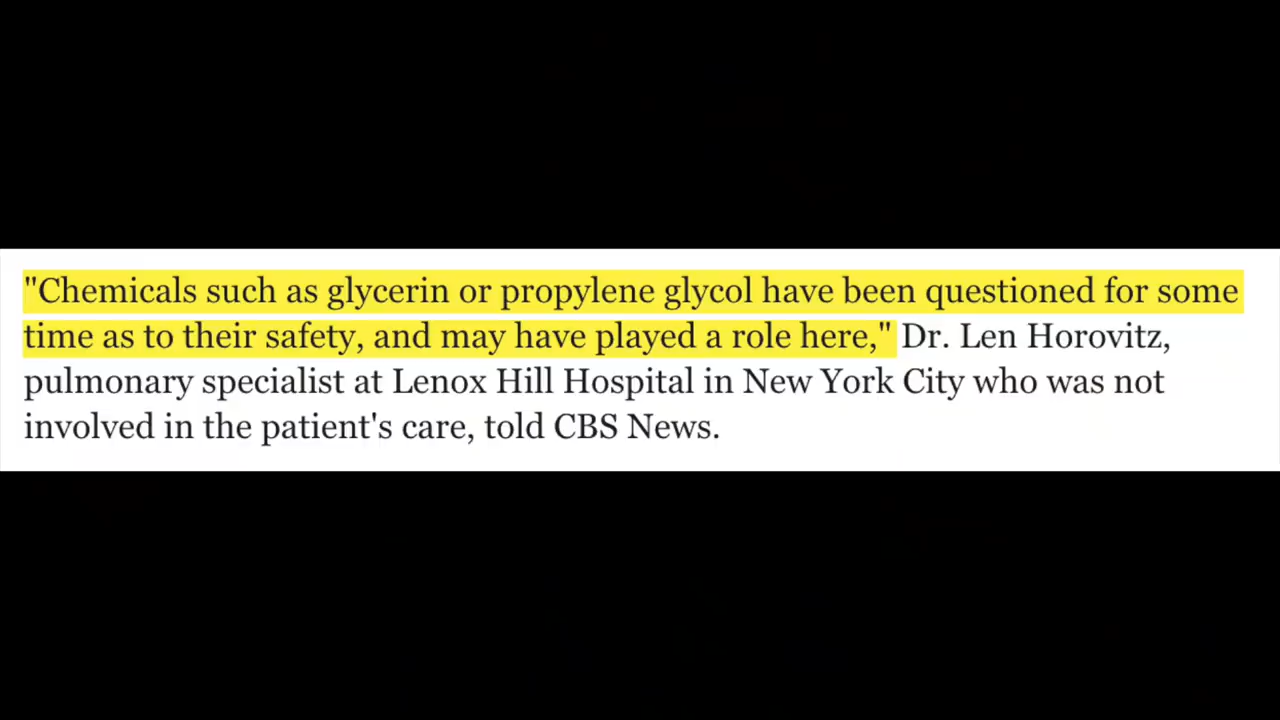 "Chemicals such as glycerin or propylene glycol have been questioned for some
time as to their safety, and may have played a role here," Dr. Len Horovitz,
pulmonary specialist at Lenox Hill Hospital in New York City who was not
involved in the patient's care, told CBS News.